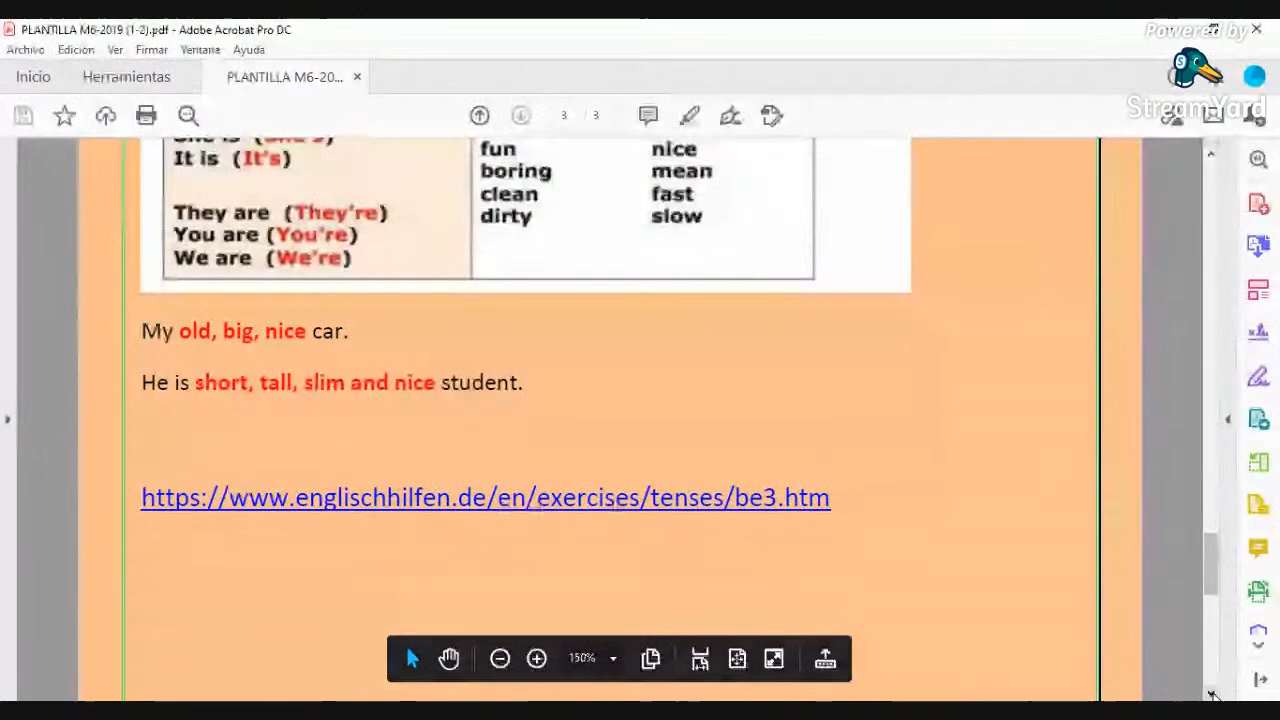 PLANTILLA M6-2019 (1-2).pdf - Adobe Acrobat Pro DC
Powered by
Archivo Edición Ver Firmar Ventana Ayuda
Inicio Herramientas PLANTILLA M6-20... ×
StreamYard
3 / 3
She is (She's)
It is (It's)
They are (They're)
You are (You're)
We are (We're)
fun nice
boring mean
clean fast
dirty slow
My old, big, nice car.
He is short, tall, slim and nice student.
https://www.englischhilfen.de/en/exercises/tenses/be3.htm
150%